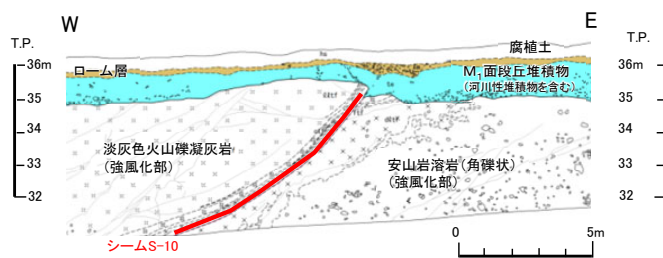 W
E
T.P.
T.P.
腐植土
36m
ローム層
M1面段丘堆積物
(河川性堆積物を含む)
36m
35
35
34
34
淡灰色火山礫凝灰岩
(強風化部)
安山岩溶岩(角礫状)
(強風化部)
33
33
32
32
シームS-10
0
5m